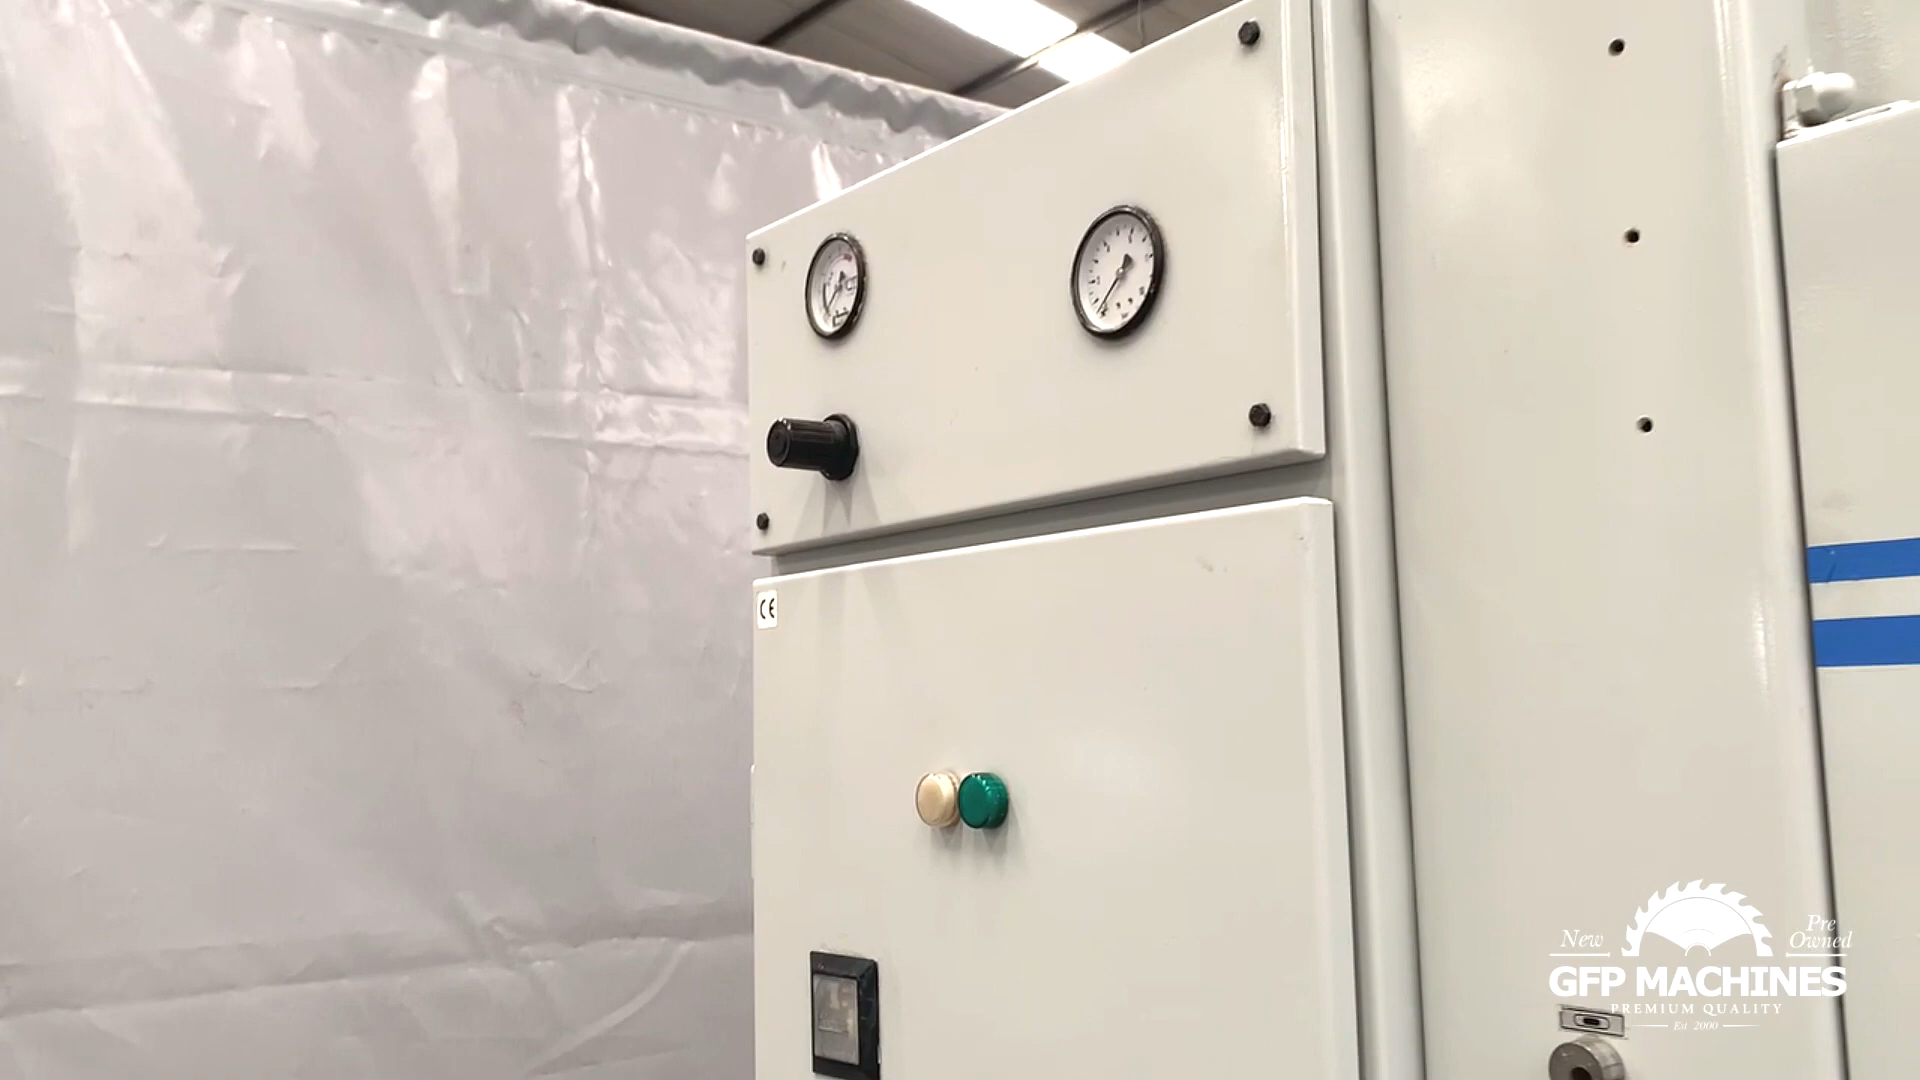 CE
New
Pre
Owned
GFP MACHINES
PREMIUM QUALITY
Est 2000